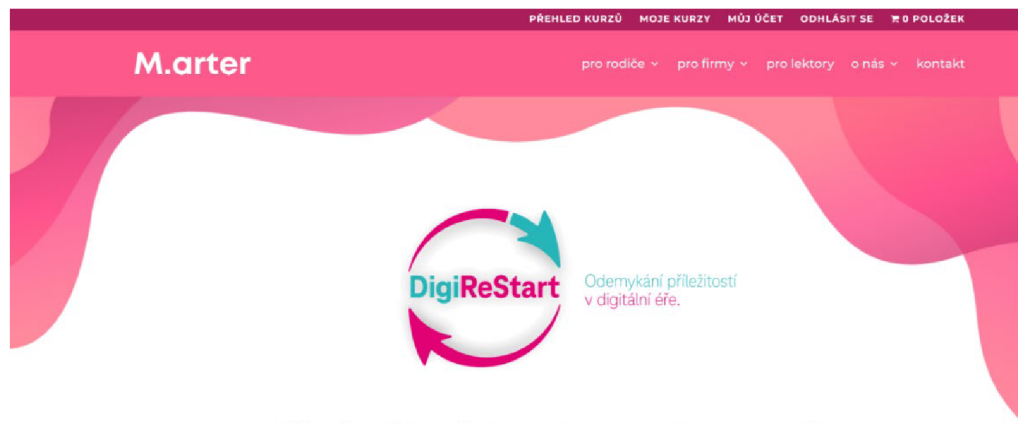 PŘEHLED KURZŮ MOJE KURZY MŮJ ÚČET ODHLÁSIT SE 0 POLOŽEK
M.arter
pro rodiče pro firmy pro lektory o nás kontakt
DigiReStart
Odemykání příležitostí
v digitální éře.